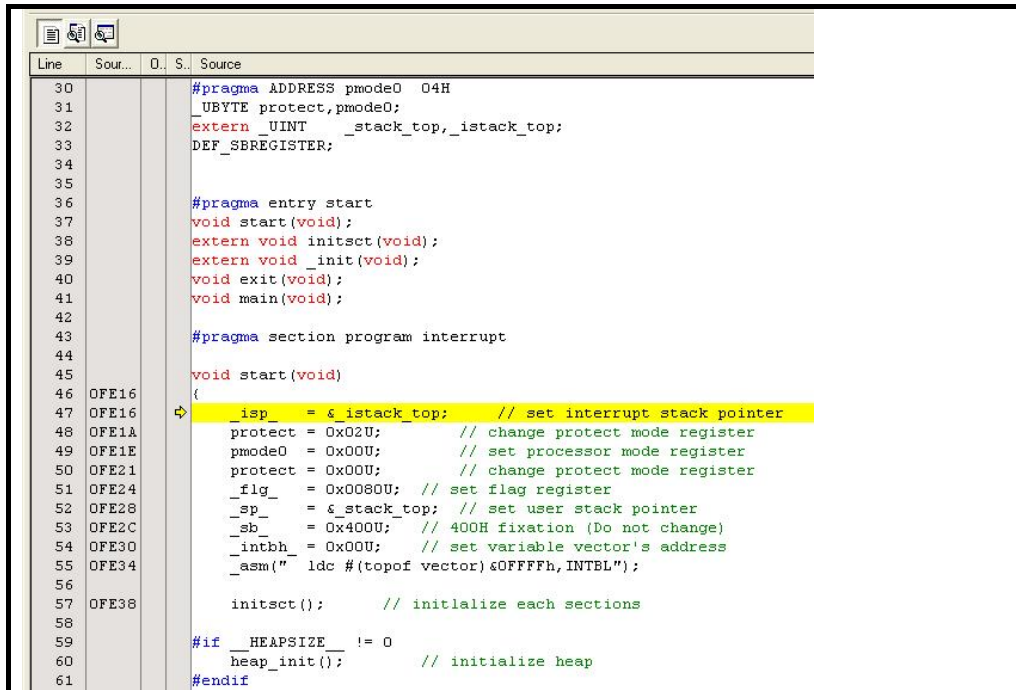 Line Sour... O.. S.. Source
30 #pragma ADDRESS pmode0 04H
31 _UBYTE protect,pmode0;
32 extern _UINT _stack_top,_istack_top;
33 DEF_SBREGISTER;
34
35
36 #pragma entry start
37 void start(void);
38 extern void initsct(void);
39 extern void _init(void);
40 void exit(void);
41 void main(void);
42
43 #pragma section program interrupt
44
45 void start(void)
46 0FE16 {
47 0FE16 _isp_ = &_istack_top; // set interrupt stack pointer
48 0FE1A protect = 0x02U; // change protect mode register
49 0FE1E pmode0 = 0x00U; // set processor mode register
50 0FE21 protect = 0x00U; // change protect mode register
51 0FE24 _flg_ = 0x0080U; // set flag register
52 0FE28 _sp_ = &_stack_top; // set user stack pointer
53 0FE2C _sb_ = 0x400U; // 400H fixation (Do not change)
54 0FE30 _intbh_ = 0x00U; // set variable vector's address
55 0FE34 _asm(" ldc #(topof vector)&0FFFFh,INTBL");
56
57 0FE38 initsct(); // initlalize each sections
58
59 #if __HEAPSIZE__ != 0
60 heap_init(); // initialize heap
61 #endif